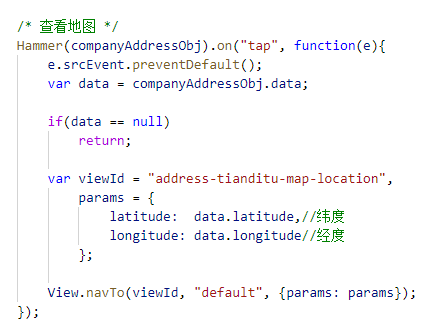 /* 查看地图 */
Hammer(companyAddressObj).on("tap", function(e){
    e.srcEvent.preventDefault();
    var data = companyAddressObj.data;

    if(data == null)
        return;

    var viewId = "address-tianditu-map-location",
        params = {
            latitude:  data.latitude,//纬度
            longitude: data.longitude//经度
        };

    View.navTo(viewId, "default", {params: params});
});